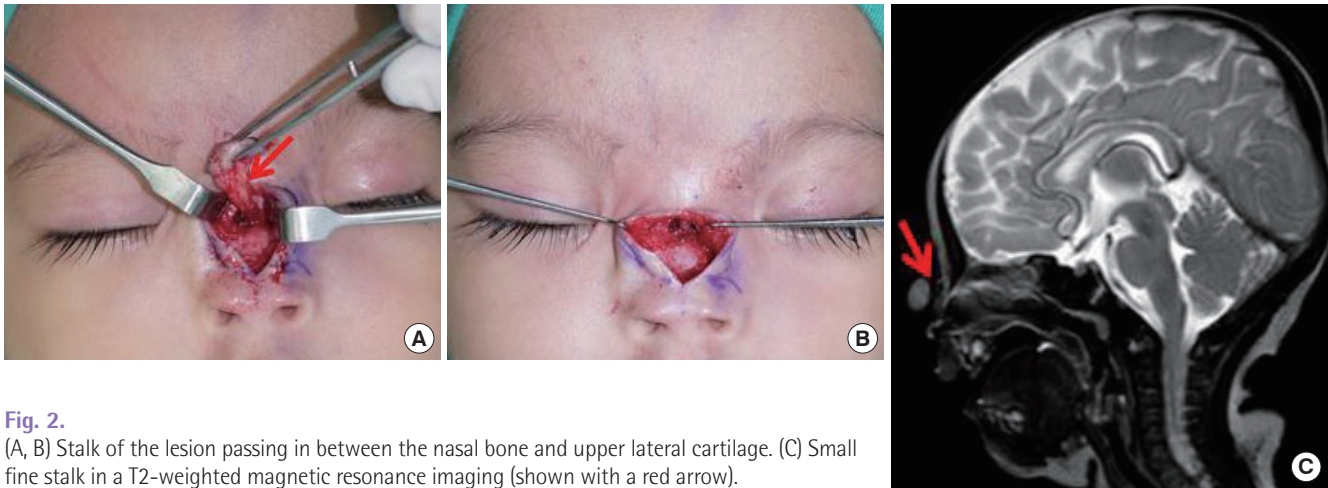 A
B
C
Fig. 2.
(A, B) Stalk of the lesion passing in between the nasal bone and upper lateral cartilage. (C) Small
fine stalk in a T2-weighted magnetic resonance imaging (shown with a red arrow).